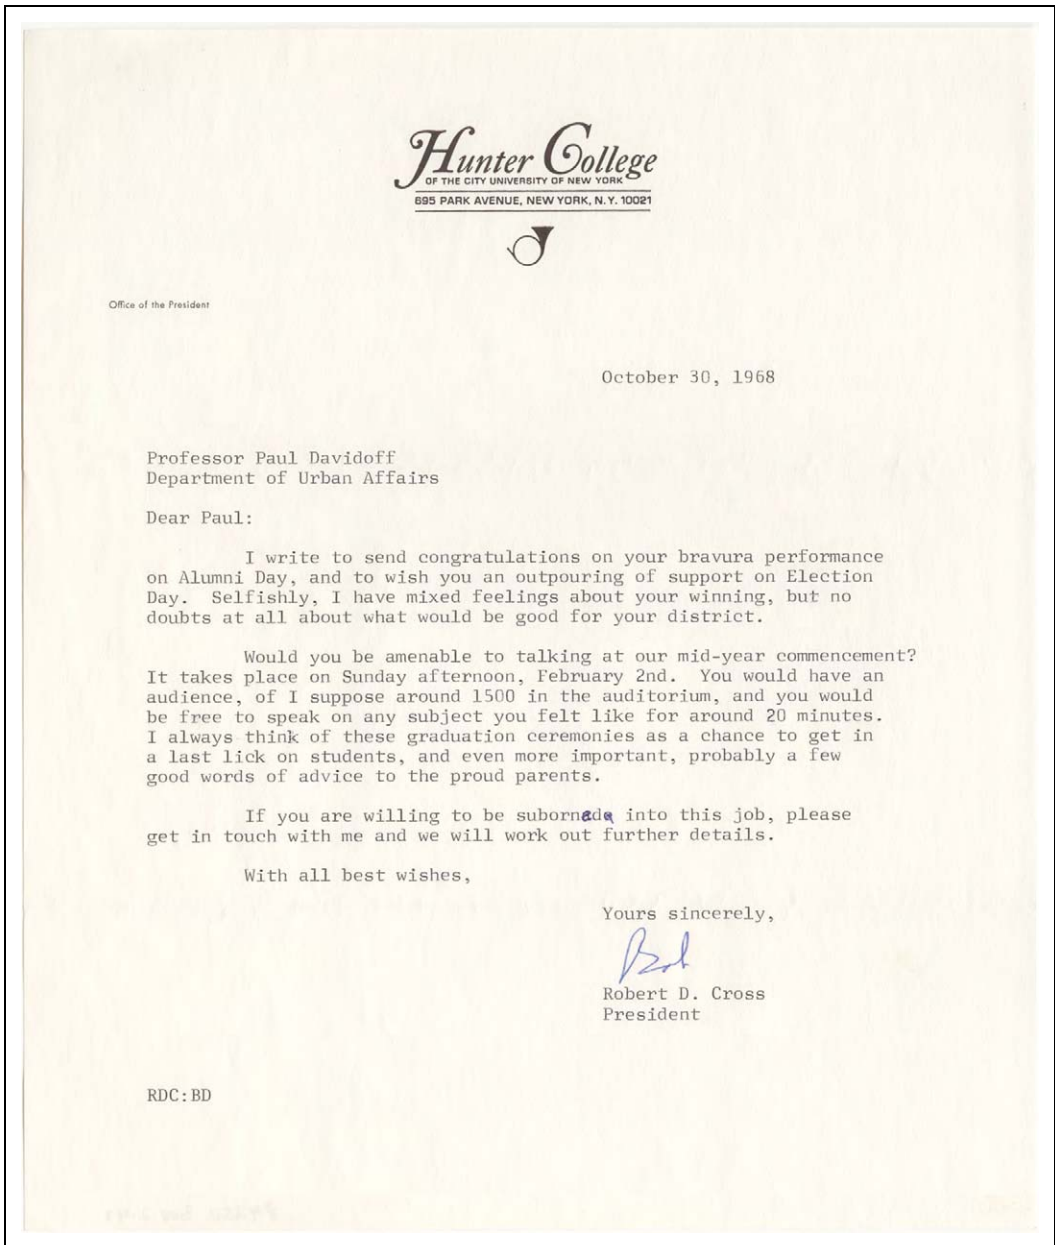 Hunter College
OF THE CITY UNIVERSITY OF NEW YORK
695 PARK AVENUE, NEW YORK, N.Y. 10021
Office of the President
October 30, 1968
Professor Paul Davidoff
Department of Urban Affairs
Dear Paul:
I write to send congratulations on your bravura performance
on Alumni Day, and to wish you an outpouring of support on Election
Day. Selfishly, I have mixed feelings about your winning, but no
doubts at all about what would be good for your district.
Would you be amenable to talking at our mid-year commencement?
It takes place on Sunday afternoon, February 2nd. You would have an
audience, of I suppose around 1500 in the auditorium, and you would
be free to speak on any subject you felt like for around 20 minutes.
I always think of these graduation ceremonies as a chance to get in
a last lick on students, and even more important, probably a few
good words of advice to the proud parents.
If you are willing to be suborned into this job, please
get in touch with me and we will work out further details.
With all best wishes,
Yours sincerely,
Bob
Robert D. Cross
President
RDC:BD